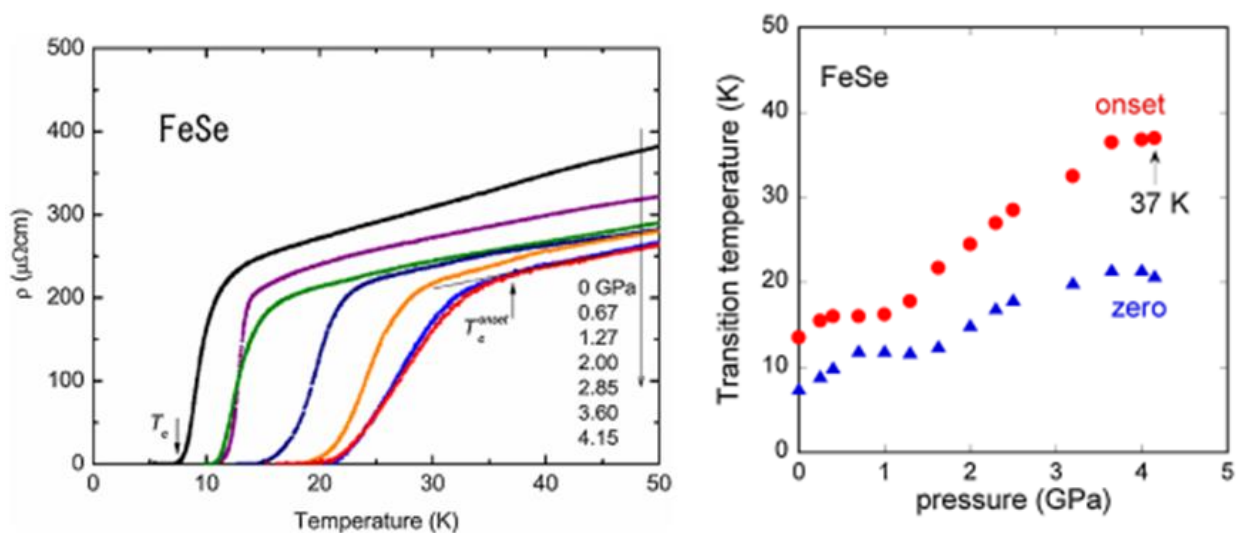 500
400
300
200
100
0
ρ (μΩcm)
FeSe
T_c
T_c^onset
0 GPa
0.67
1.27
2.00
2.85
3.60
4.15
0 10 20 30 40 50
Temperature (K)
50
40
30
20
10
0
Transition temperature (K)
FeSe
onset
37 K
zero
0 1 2 3 4 5
pressure (GPa)